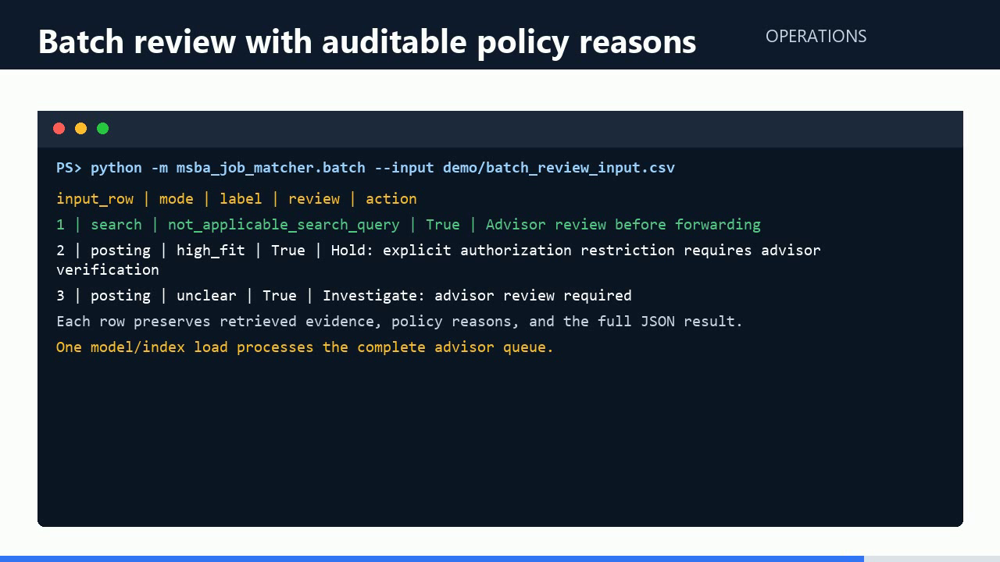 Batch review with auditable policy reasons
OPERATIONS
PS> python -m msba_job_matcher.batch --input demo/batch_review_input.csv
input_row | mode | label | review | action
1 | search | not_applicable_search_query | True | Advisor review before forwarding
2 | posting | high_fit | True | Hold: explicit authorization restriction requires advisor
verification
3 | posting | unclear | True | Investigate: advisor review required
Each row preserves retrieved evidence, policy reasons, and the full JSON result.
One model/index load processes the complete advisor queue.